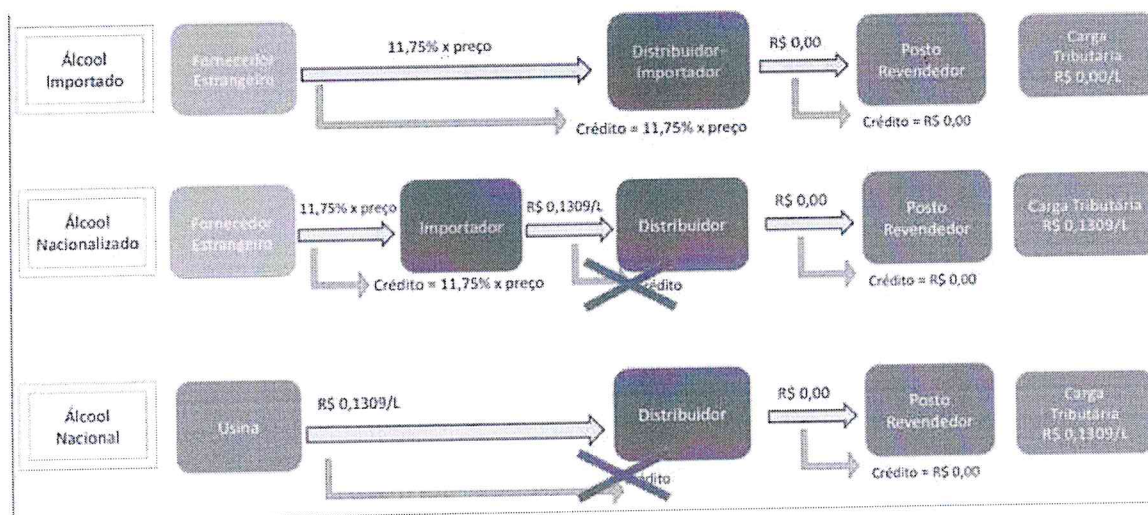 Álcool
Importado
Fornecedor
Estrangeiro
11,75% x preço
Distribuidor-
Importador
R$ 0,00
Posto
Revendedor
Carga
Tributária
R$ 0,00/L
Crédito = 11,75% x preço
Crédito = R$ 0,00
Álcool
Nacionalizado
Fornecedor
Estrangeiro
11,75% x preço
Importador
R$ 0,1309/L
Distribuidor
R$ 0,00
Posto
Revendedor
Carga Tributária
R$ 0,1309/L
Crédito = 11,75% x preço
Crédito
Crédito = R$ 0,00
Álcool
Nacional
Usina
R$ 0,1309/L
Distribuidor
R$ 0,00
Posto
Revendedor
Carga
Tributária
R$ 0,1309/L
Crédito
Crédito = R$ 0,00